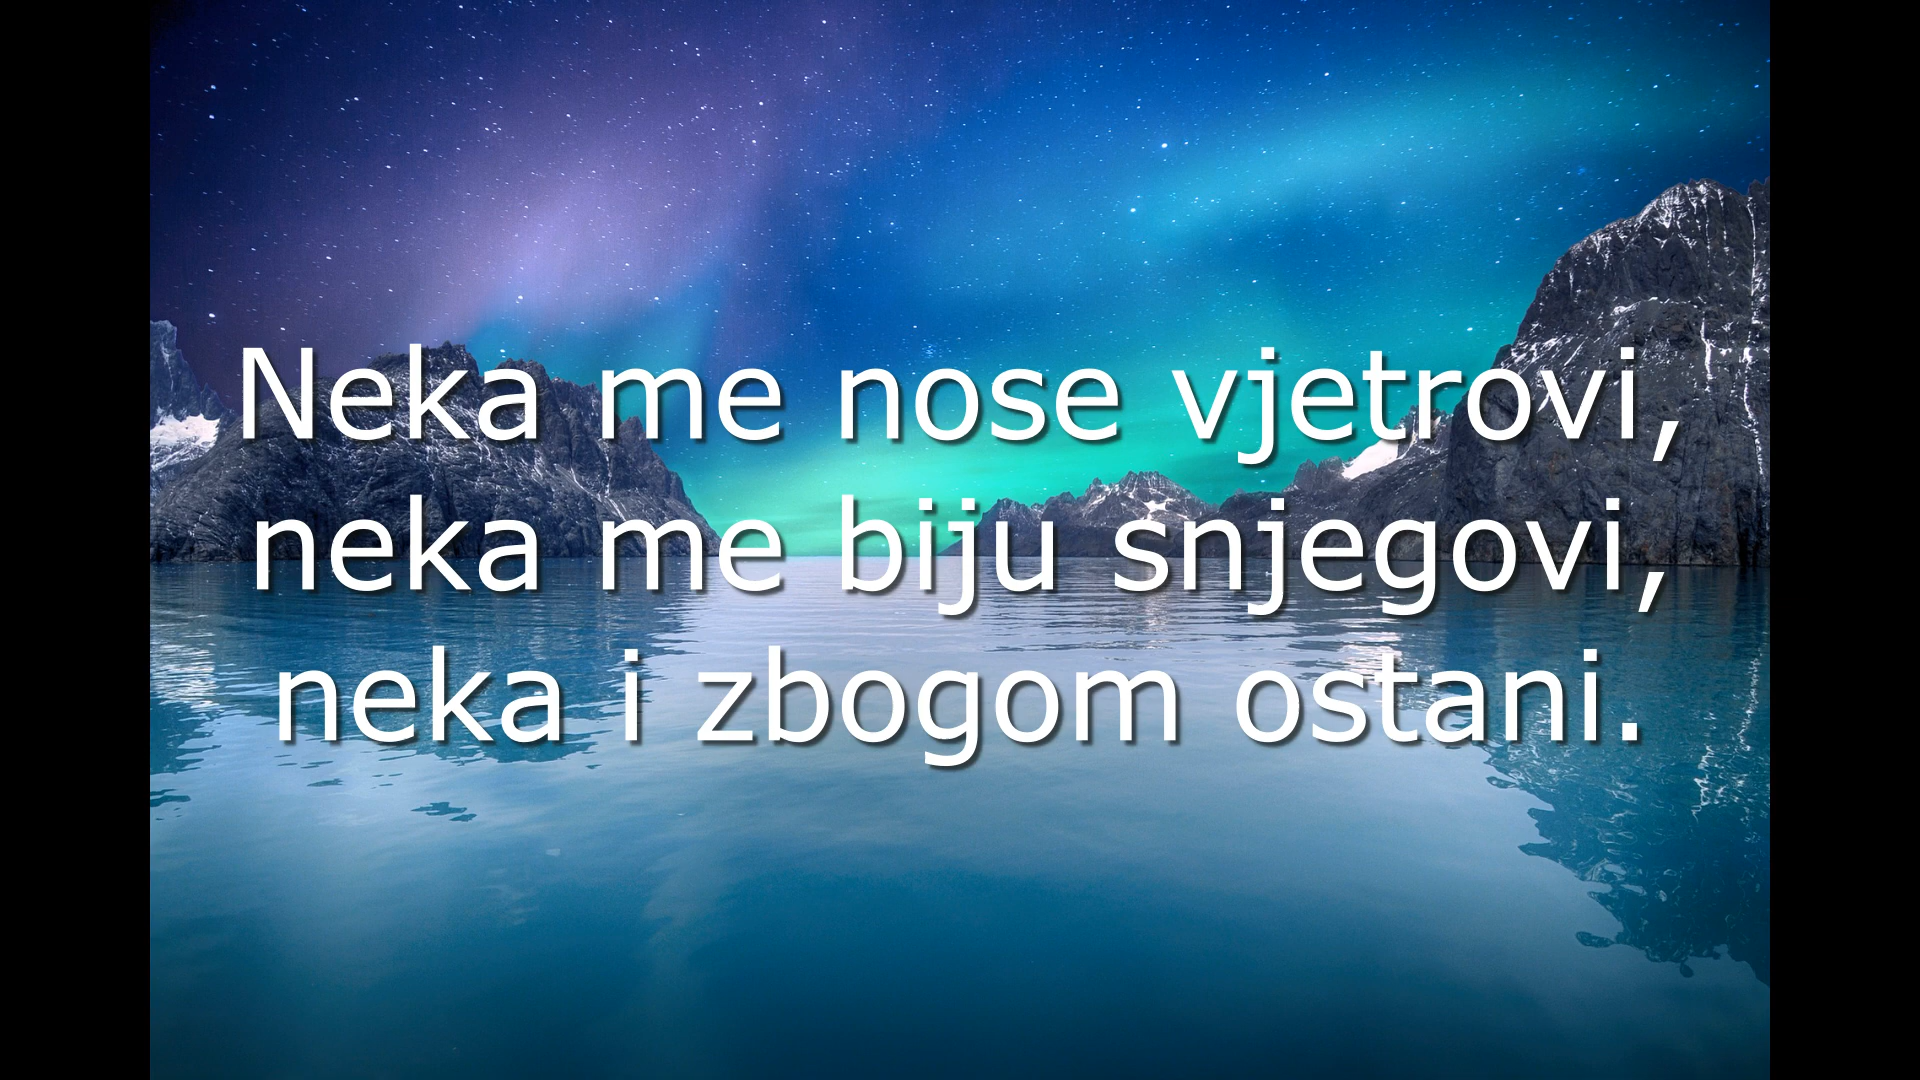 Neka me nose vjetrovi,
neka me biju snjegovi,
neka i zbogom ostani.